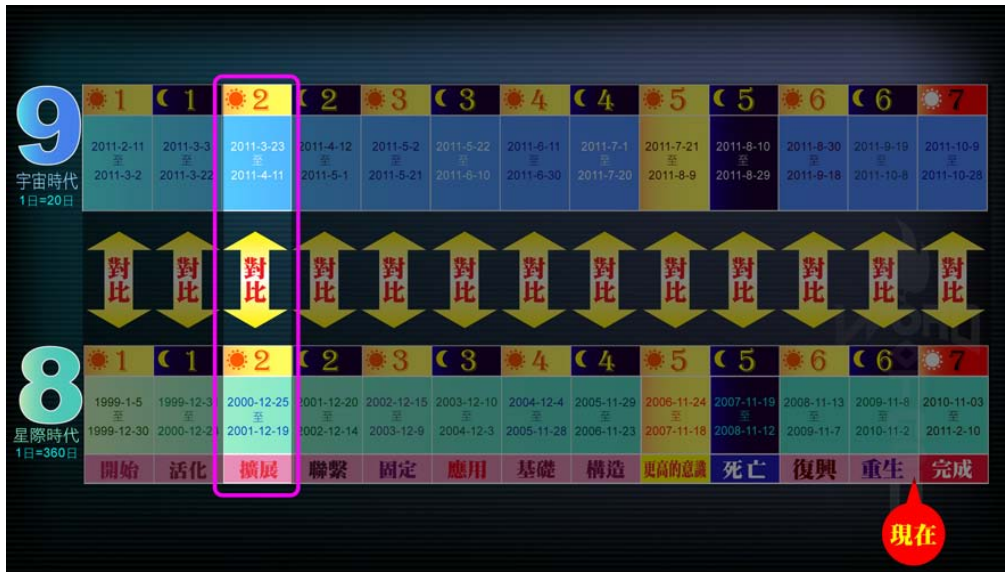 9
宇宙時代
1日=20日
1 1 2 2 3 3 4 4 5 5 6 6 7
2011-2-11 2011-3-3 2011-3-23 2011-4-12 2011-5-2 2011-5-22 2011-6-11 2011-7-1 2011-7-21 2011-8-10 2011-8-30 2011-9-19 2011-10-9
至 至 至 至 至 至 至 至 至 至 至 至 至
2011-3-2 2011-3-22 2011-4-11 2011-5-1 2011-5-21 2011-6-10 2011-6-30 2011-7-20 2011-8-9 2011-8-29 2011-9-18 2011-10-8 2011-10-28
對比 對比 對比 對比 對比 對比 對比 對比 對比 對比 對比 對比 對比
8
星際時代
1日=360日
1 1 2 2 3 3 4 4 5 5 6 6 7
1999-1-5 1999-12-31 2000-12-25 2001-12-20 2002-12-15 2003-12-10 2004-12-4 2005-11-29 2006-11-24 2007-11-19 2008-11-13 2009-11-8 2010-11-03
至 至 至 至 至 至 至 至 至 至 至 至 至
1999-12-30 2000-12-24 2001-12-19 2002-12-14 2003-12-9 2004-12-3 2005-11-28 2006-11-23 2007-11-18 2008-11-12 2009-11-7 2010-11-2 2011-2-10
開始 活化 擴展 聯繫 固定 應用 基礎 構造 更高的意識 死亡 復興 重生 完成
現在